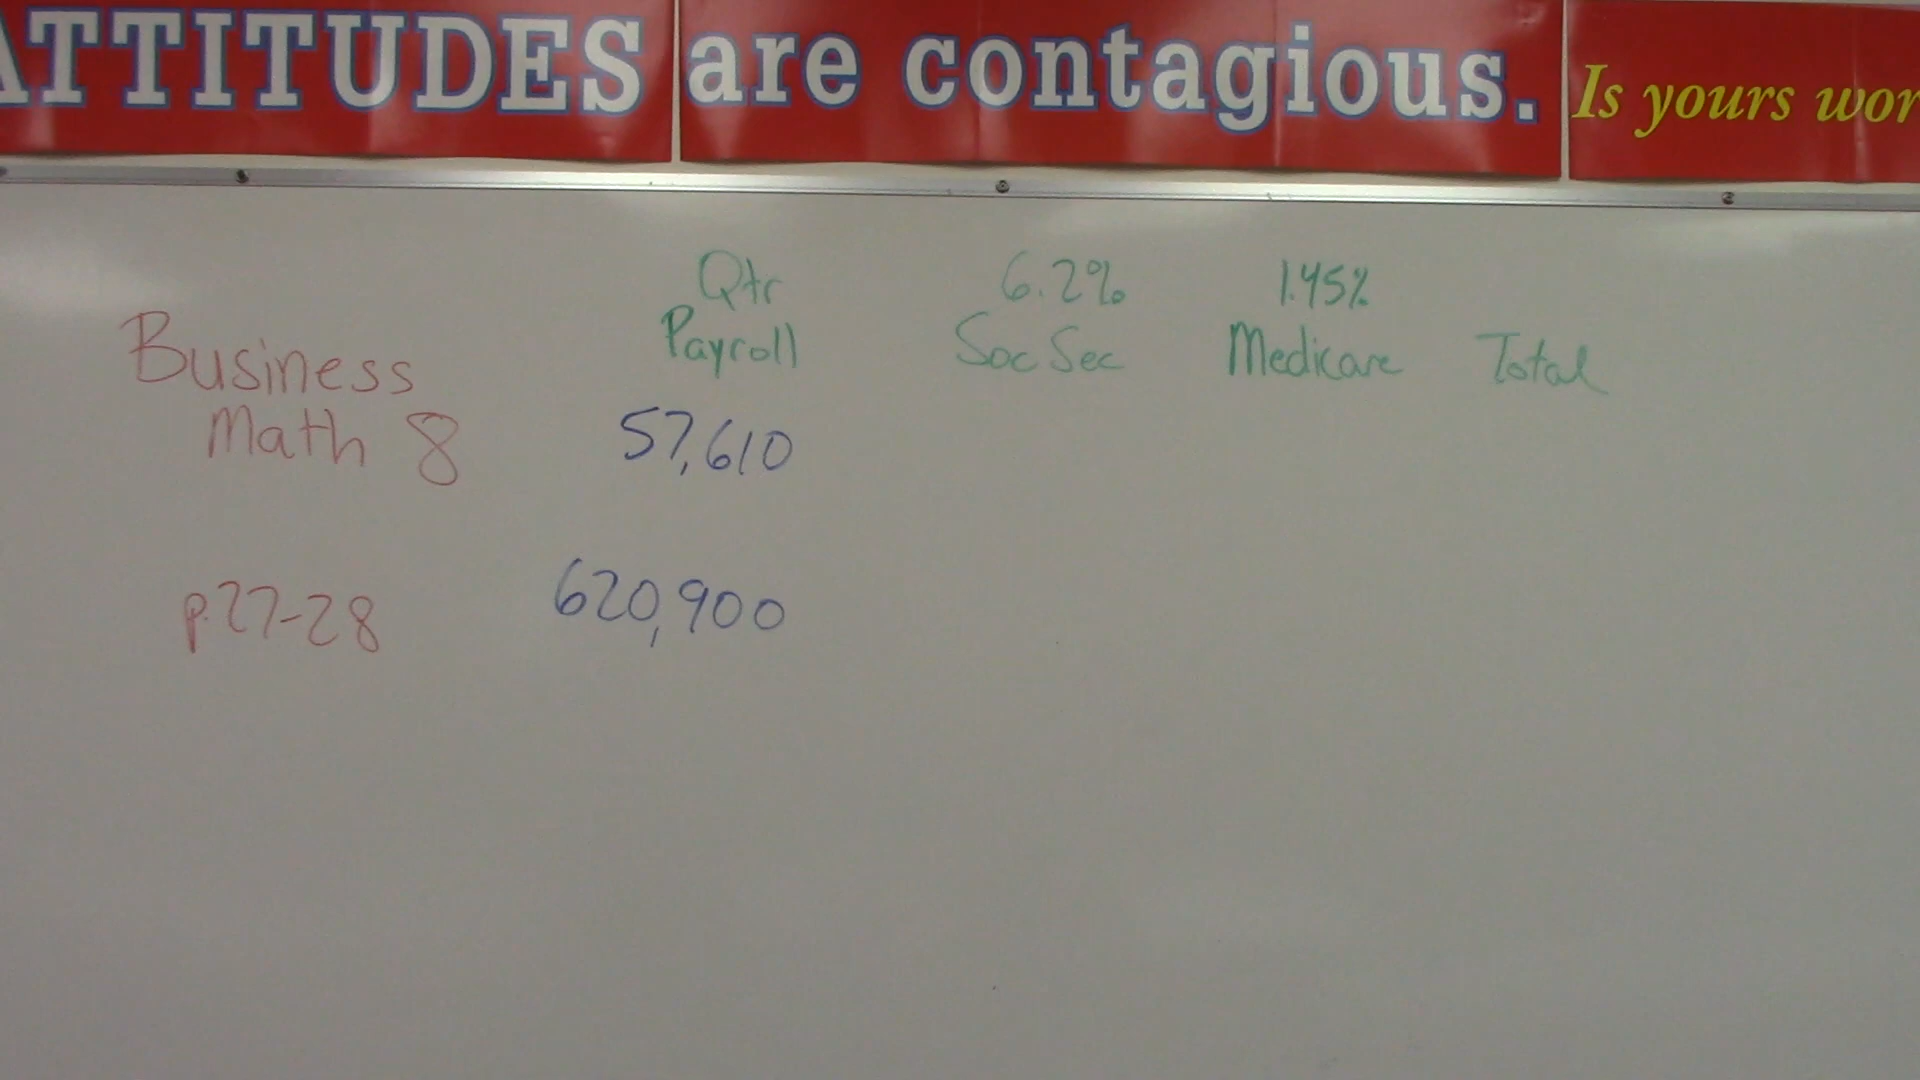 ATTITUDES are contagious. Is yours
Qtr 6.2% 1.45%
Payroll Soc Sec Medicare Total
Business
Math 8
57,610
p.27-28
620,900